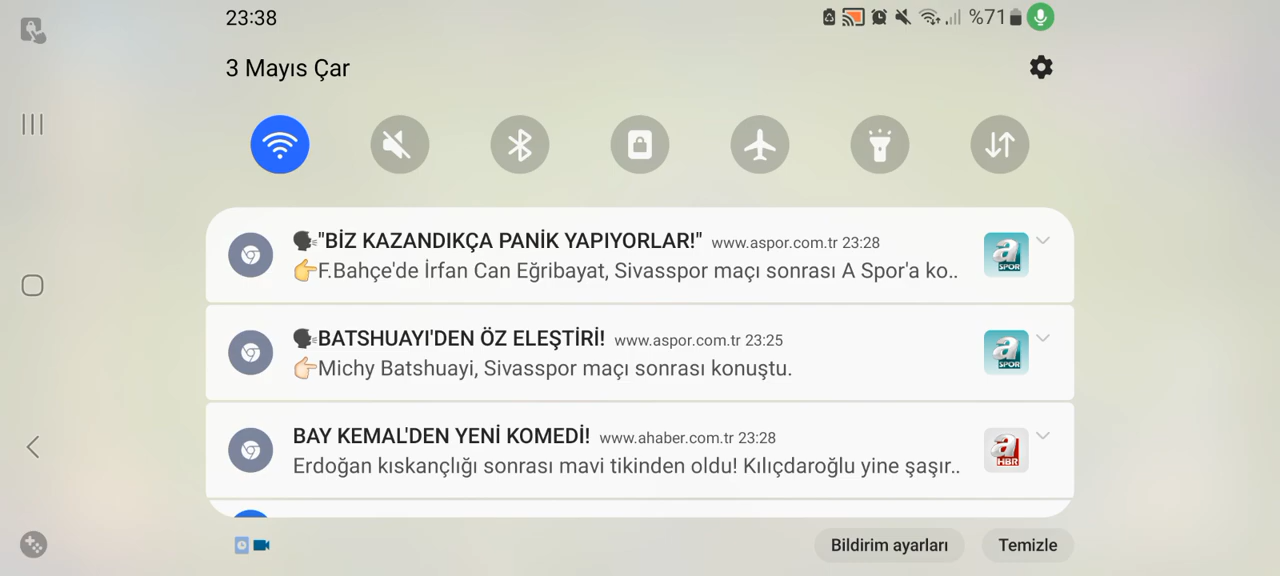 23:38
%71
3 Mayıs Çar
🗣"BİZ KAZANDIKÇA PANİK YAPIYORLAR!" www.aspor.com.tr 23:28
👉F.Bahçe'de İrfan Can Eğribayat, Sivasspor maçı sonrası A Spor'a ko..
a SPOR
🗣BATSHUAYI'DEN ÖZ ELEŞTİRİ! www.aspor.com.tr 23:25
👉🏻Michy Batshuayi, Sivasspor maçı sonrası konuştu.
a SPOR
BAY KEMAL'DEN YENİ KOMEDİ! www.ahaber.com.tr 23:28
Erdoğan kıskançlığı sonrası mavi tikinden oldu! Kılıçdaroğlu yine şaşır..
a HBR
Bildirim ayarları
Temizle